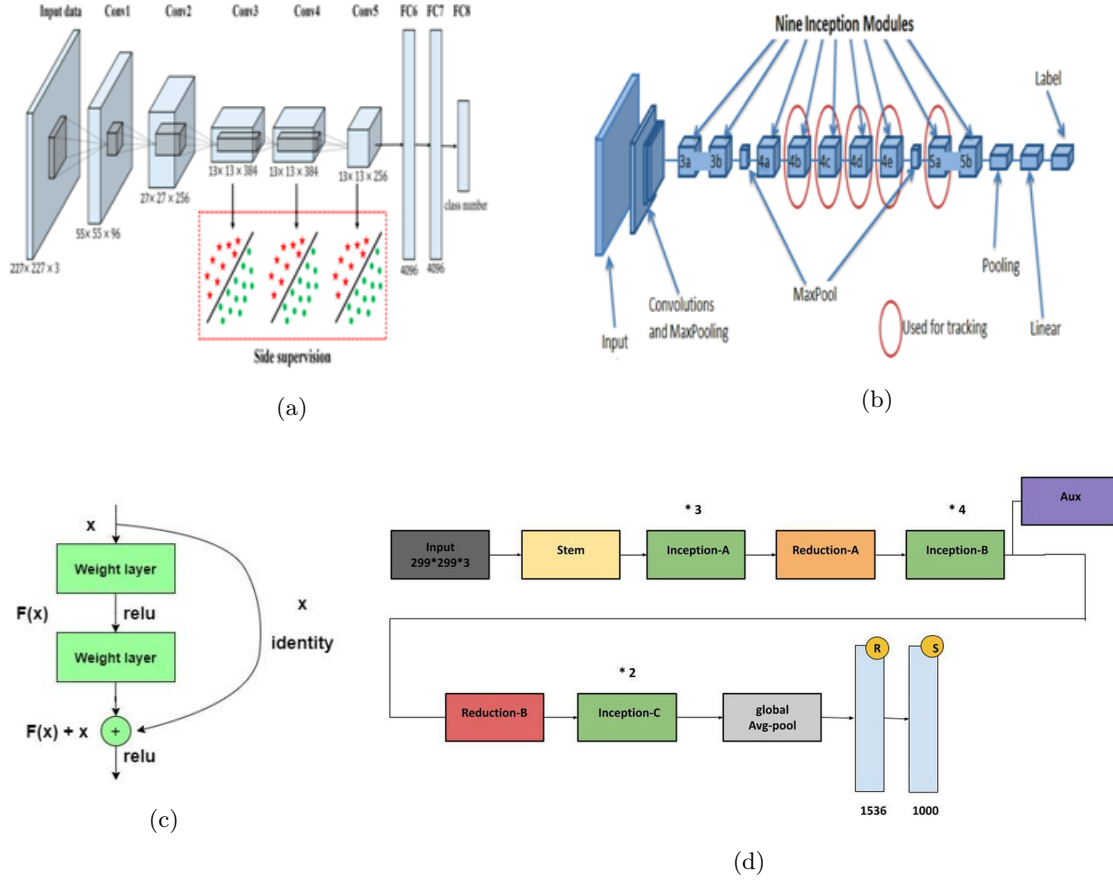 Input data Conv1 Conv2 Conv3 Conv4 Conv5 FC6 FC7 FC8
13× 13 × 384 13× 13 × 384 13× 13 × 256
27× 27 × 256
class number
55× 55 × 96
227× 227 × 3
4096 4096
Side supervision
(a)
Nine Inception Modules
Label
3a 3b 4a 4b 4c 4d 4e 5a 5b
Pooling
MaxPool
Convolutions
and MaxPooling
Used for tracking
Linear
Input
(b)
x
Weight layer
F(x) relu
x
identity
Weight layer
F(x) + x +
relu
(c)
* 3 * 4
Aux
Input
299*299*3
Stem
Inception-A
Reduction-A
Inception-B
* 2
R S
Reduction-B
Inception-C
global
Avg-pool
1536 1000
(d)